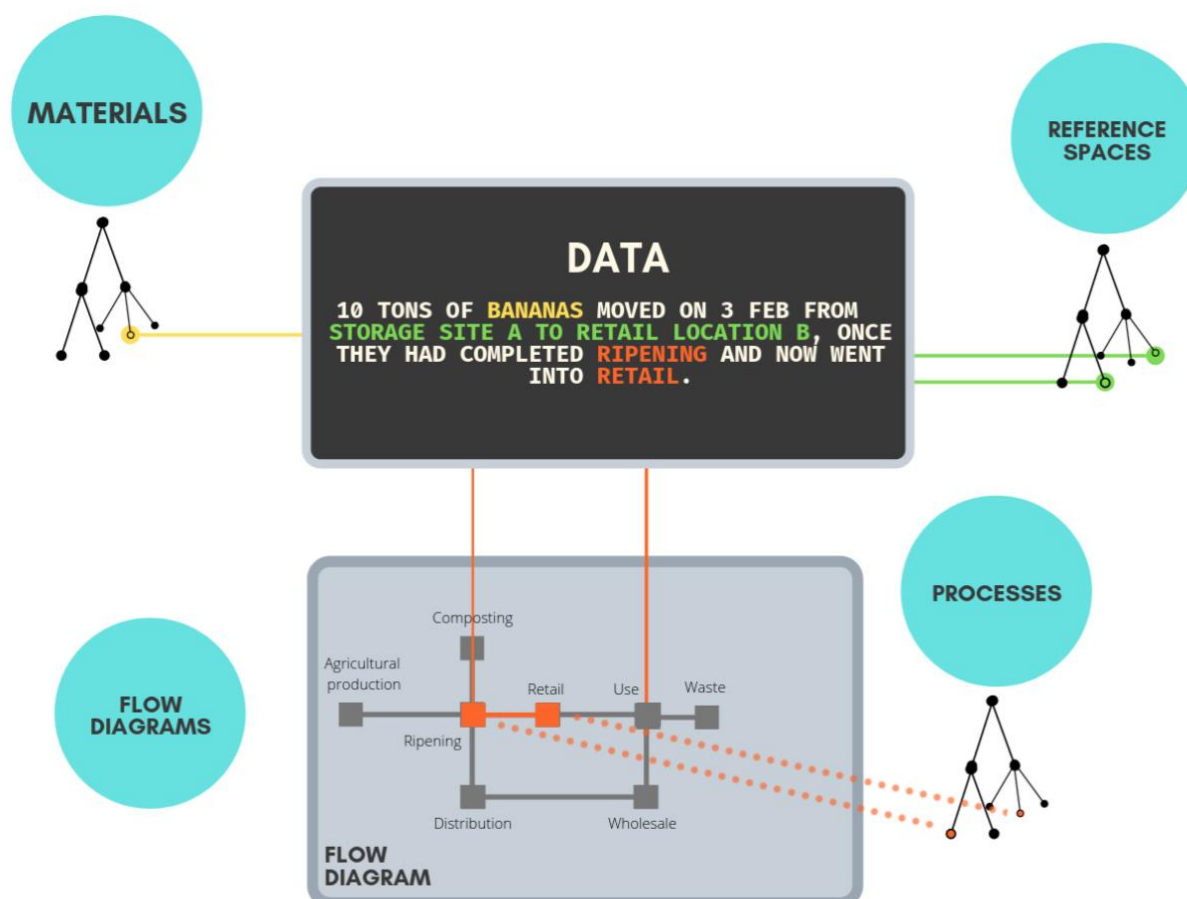 MATERIALS
REFERENCE
SPACES
DATA
10 TONS OF BANANAS MOVED ON 3 FEB FROM
STORAGE SITE A TO RETAIL LOCATION B, ONCE
THEY HAD COMPLETED RIPENING AND NOW WENT
INTO RETAIL.
PROCESSES
FLOW
DIAGRAMS
Composting
Agricultural
production
Retail
Use
Waste
Ripening
Distribution
Wholesale
FLOW
DIAGRAM